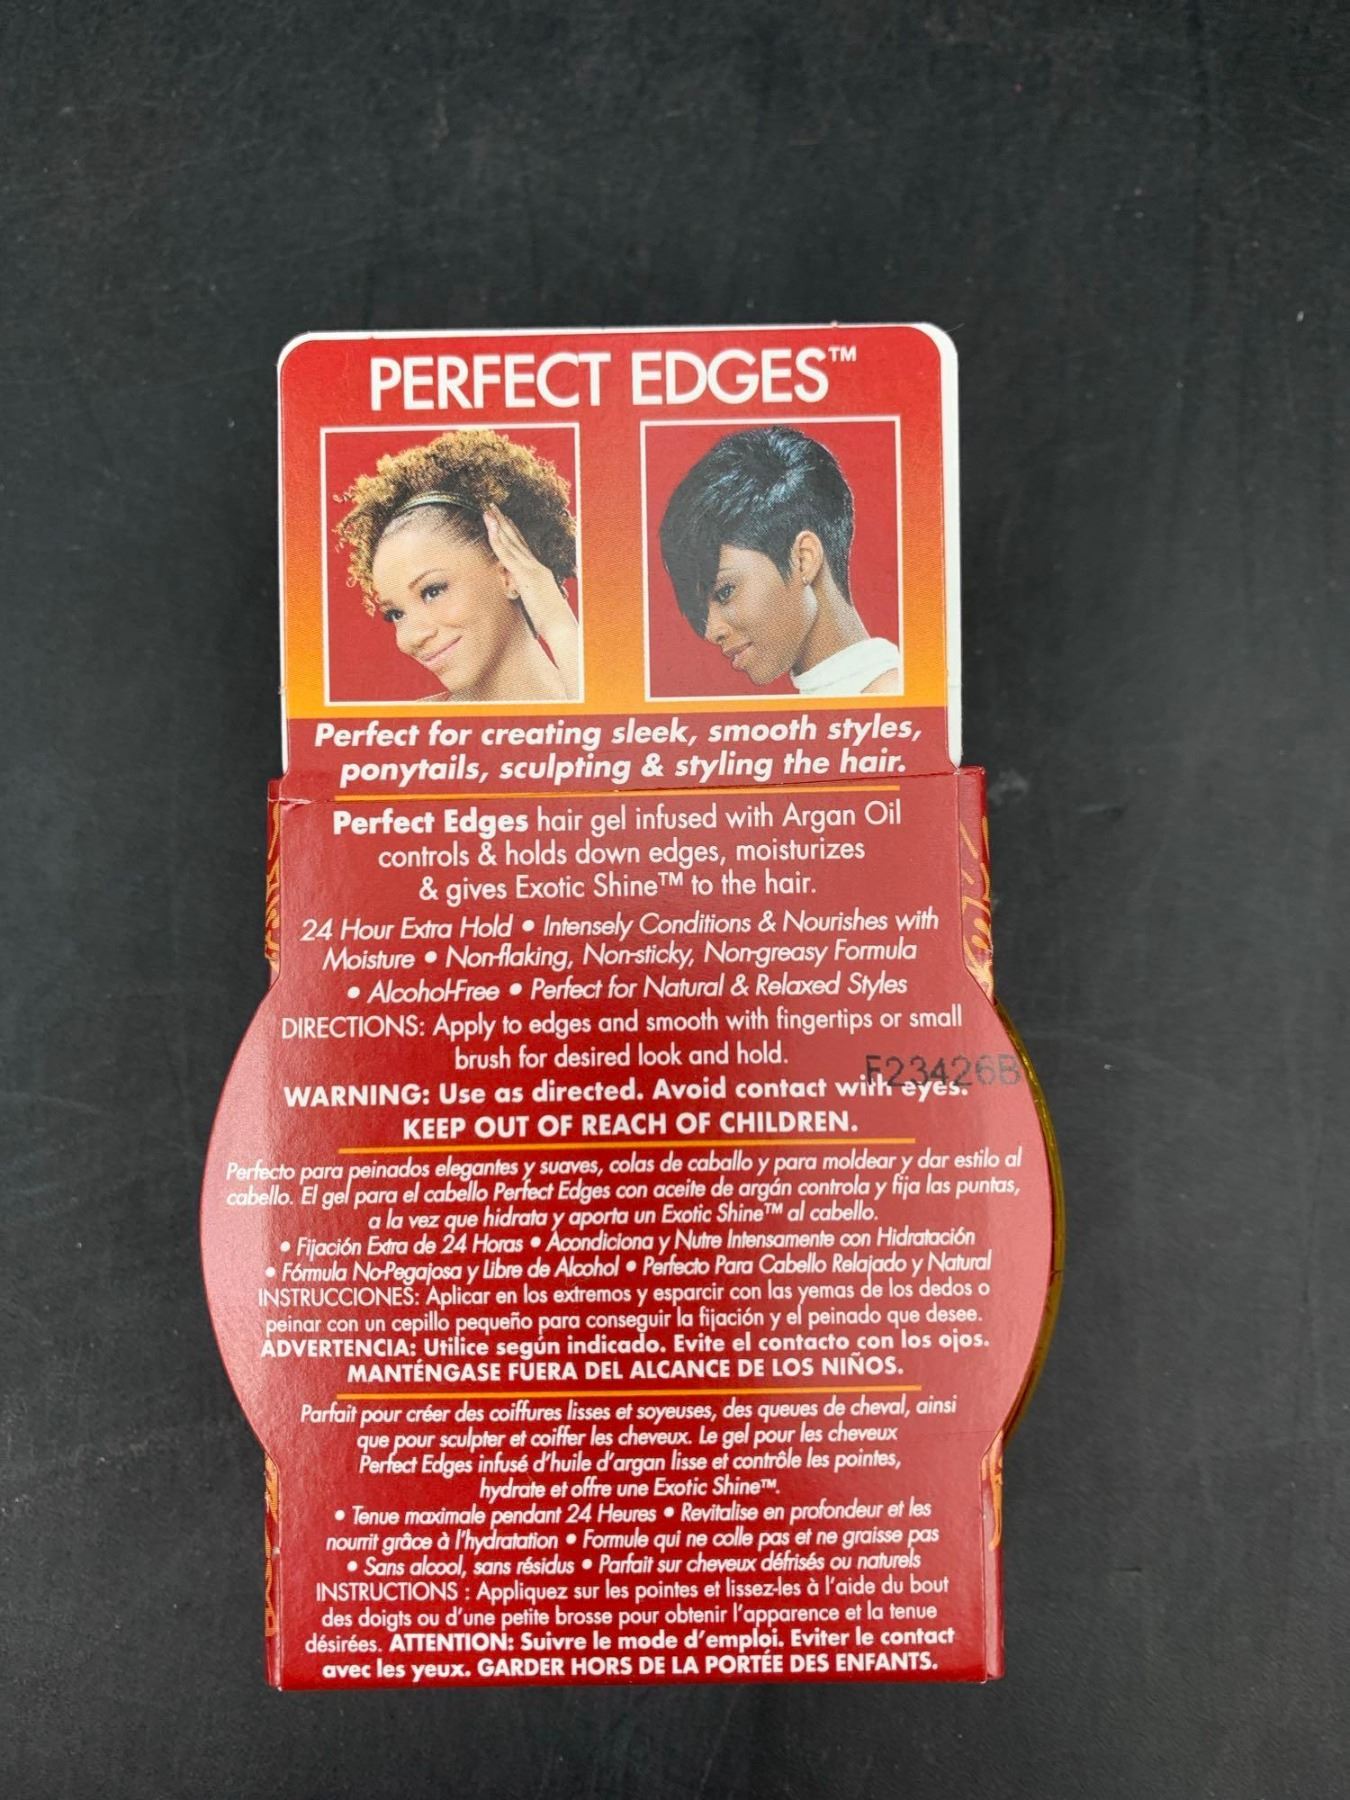 PERFECT EDGES™
Perfect for creating sleek, smooth styles,
ponytails, sculpting & styling the hair.
Perfect Edges hair gel infused with Argan Oil
controls & holds down edges, moisturizes
& gives Exotic Shine™ to the hair.
24 Hour Extra Hold • Intensely Conditions & Nourishes with
Moisture • Non-flaking, Non-sticky, Non-greasy Formula
• Alcohol-Free • Perfect for Natural & Relaxed Styles
DIRECTIONS: Apply to edges and smooth with fingertips or small
brush for desired look and hold.
F23426B
WARNING: Use as directed. Avoid contact with eyes.
KEEP OUT OF REACH OF CHILDREN.
Perfecto para peinados elegantes y suaves, colas de caballo y para moldear y dar estilo al
cabello. El gel para el cabello Perfect Edges con aceite de argán controla y fija las puntas,
a la vez que hidrata y aporta un Exotic Shine™ al cabello.
• Fijación Extra de 24 Horas • Acondiciona y Nutre Intensamente con Hidratación
• Fórmula No-Pegajosa y Libre de Alcohol • Perfecto Para Cabello Relajado y Natural
INSTRUCCIONES: Aplicar en los extremos y esparcir con las yemas de los dedos o
peinar con un cepillo pequeño para conseguir la fijación y el peinado que desee.
ADVERTENCIA: Utilice según indicado. Evite el contacto con los ojos.
MANTÉNGASE FUERA DEL ALCANCE DE LOS NIÑOS.
Parfait pour créer des coiffures lisses et soyeuses, des queues de cheval, ainsi
que pour sculpter et coiffer les cheveux. Le gel pour les cheveux
Perfect Edges infusé d'huile d'argan lisse et contrôle les pointes,
hydrate et offre une Exotic Shine™.
• Tenue maximale pendant 24 Heures • Revitalise en profondeur et les
nourrit grâce à l'hydratation • Formule qui ne colle pas et ne graisse pas
• Sans alcool, sans résidus • Parfait sur cheveux défrisés ou naturels
INSTRUCTIONS : Appliquez sur les pointes et lissez-les à l'aide du bout
des doigts ou d'une petite brosse pour obtenir l'apparence et la tenue
désirées. ATTENTION: Suivre le mode d'emploi. Eviter le contact
avec les yeux. GARDER HORS DE LA PORTÉE DES ENFANTS.